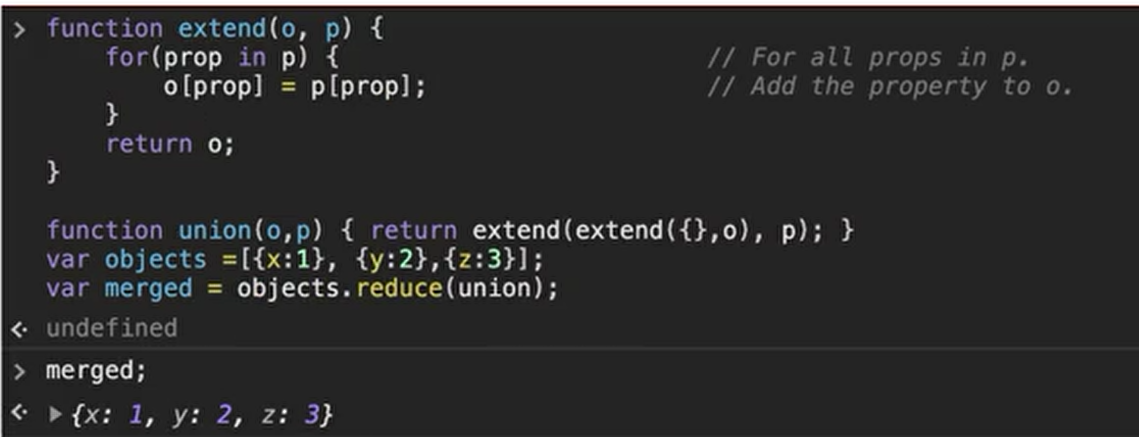 > function extend(o, p) {
for(prop in p) { // For all props in p.
o[prop] = p[prop]; // Add the property to o.
}
return o;
}
function union(o,p) { return extend(extend({},o), p); }
var objects =[{x:1}, {y:2},{z:3}];
var merged = objects.reduce(union);
undefined
> merged;
{x: 1, y: 2, z: 3}